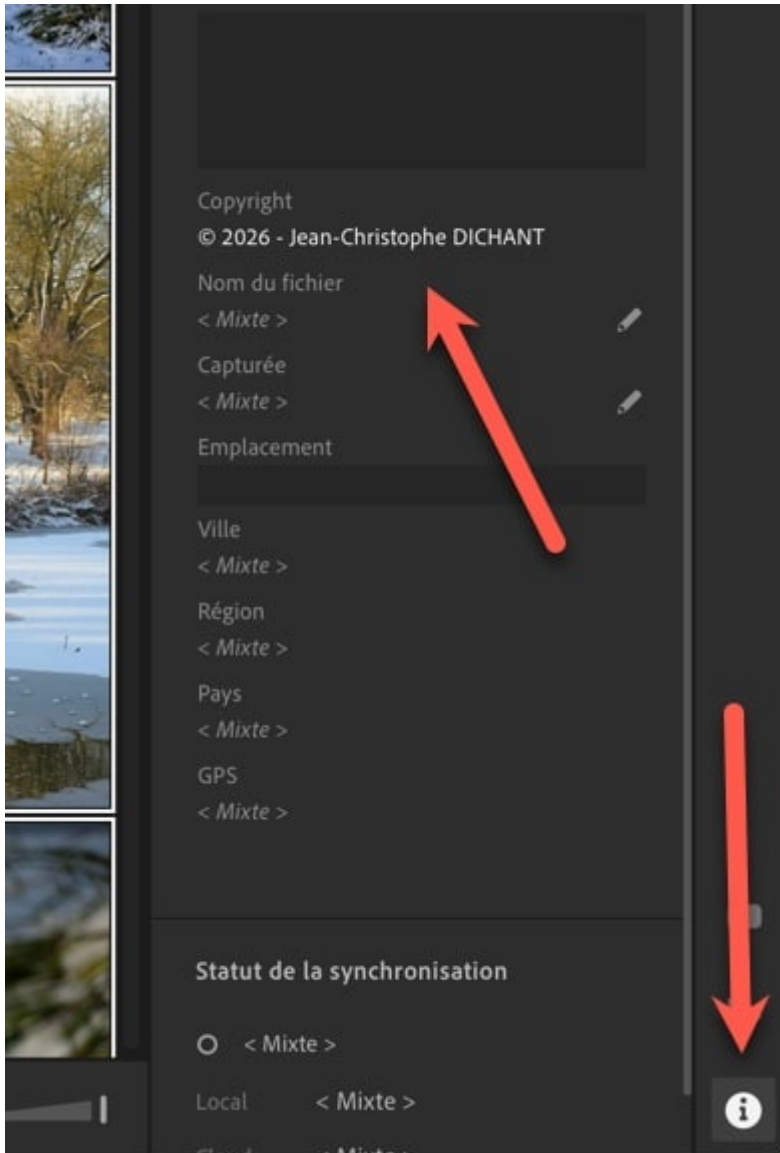 Copyright
© 2026 - Jean-Christophe DICHANT
Nom du fichier
< Mixte >
Capturée
< Mixte >
Emplacement
Ville
< Mixte >
Région
< Mixte >
Pays
< Mixte >
GPS
< Mixte >
Statut de la synchronisation
< Mixte >
Local < Mixte >